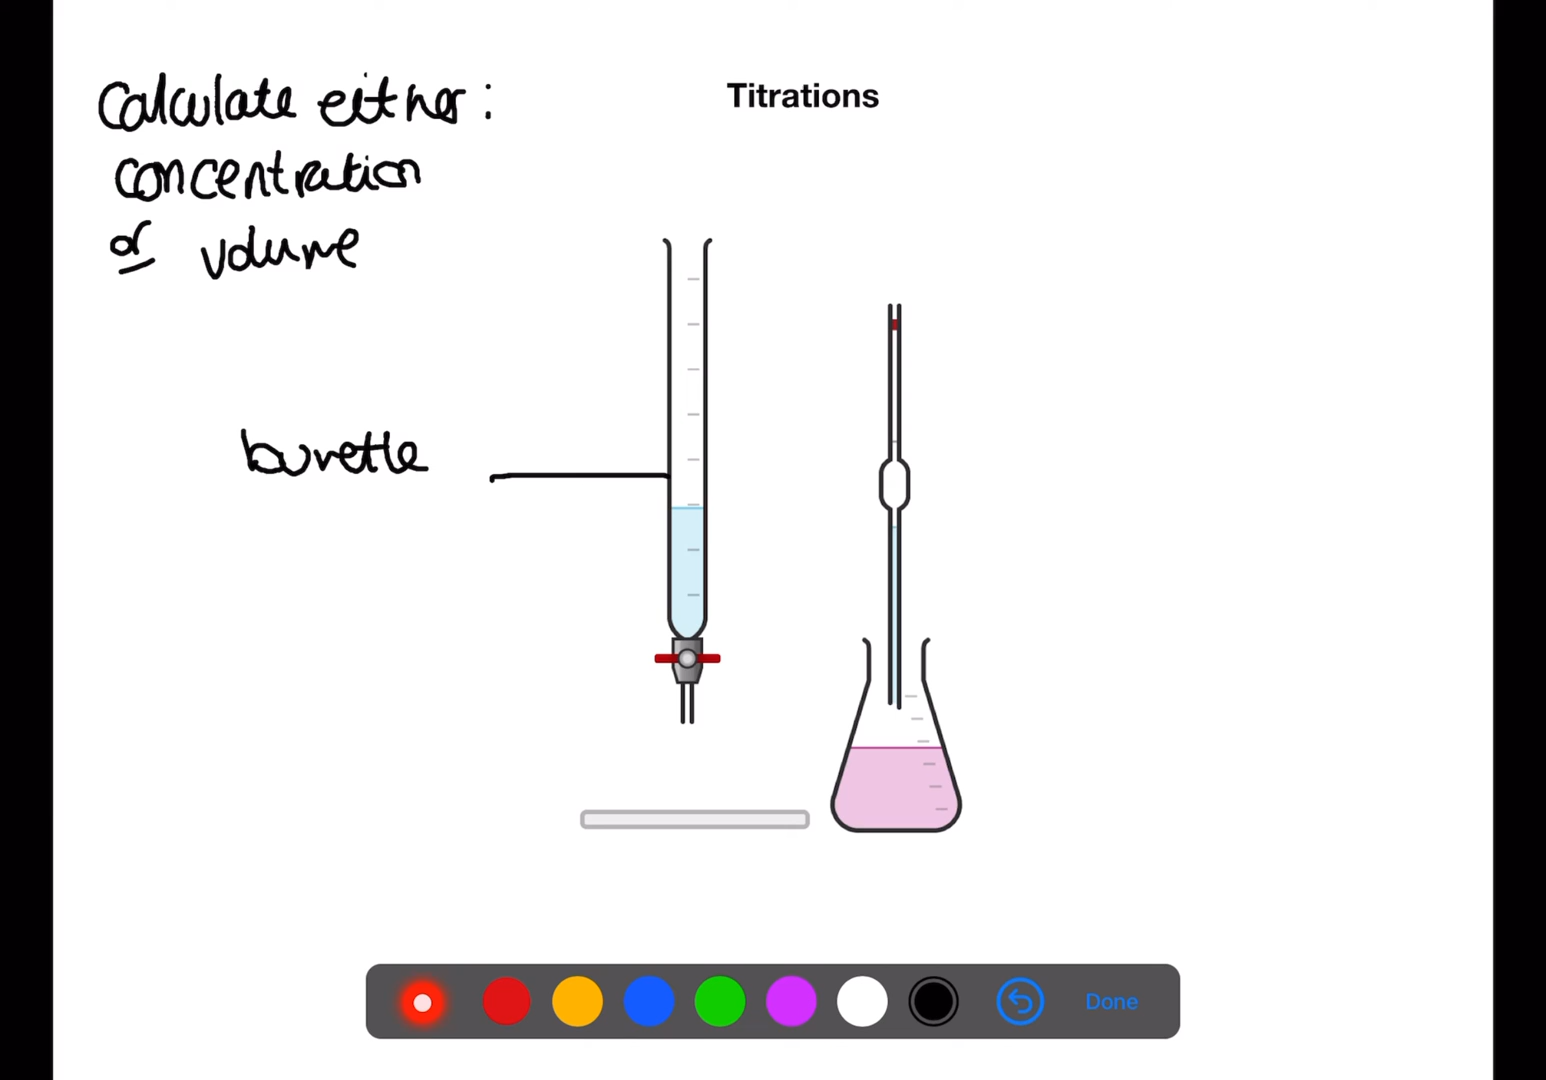 Titrations
Calculate either:
concentration
or volume
burette
Done